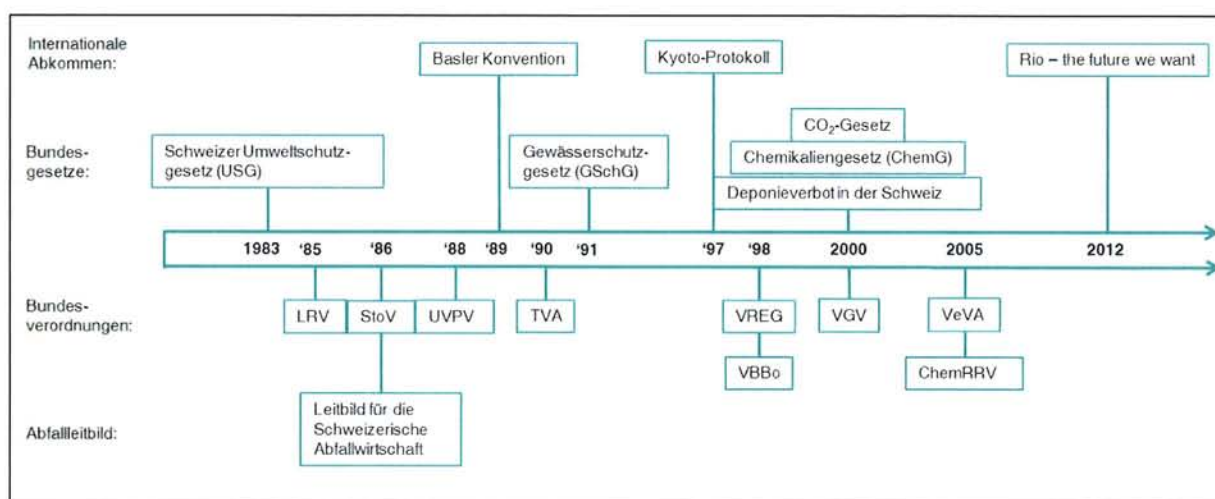 Internationale
Abkommen:
Basler Konvention
Kyoto-Protokoll
Rio – the future we want
Bundes-
gesetze:
Schweizer Umweltschutz-
gesetz (USG)
Gewässerschutz-
gesetz (GSchG)
CO₂-Gesetz
Chemikaliengesetz (ChemG)
Deponieverbot in der Schweiz
1983 '85 '86 '88 '89 '90 '91 '97 '98 2000 2005 2012
Bundes-
verordnungen:
LRV StoV UVPV TVA VREG VGV VeVA
VBBo ChemRRV
Abfallleitbild:
Leitbild für die
Schweizerische
Abfallwirtschaft